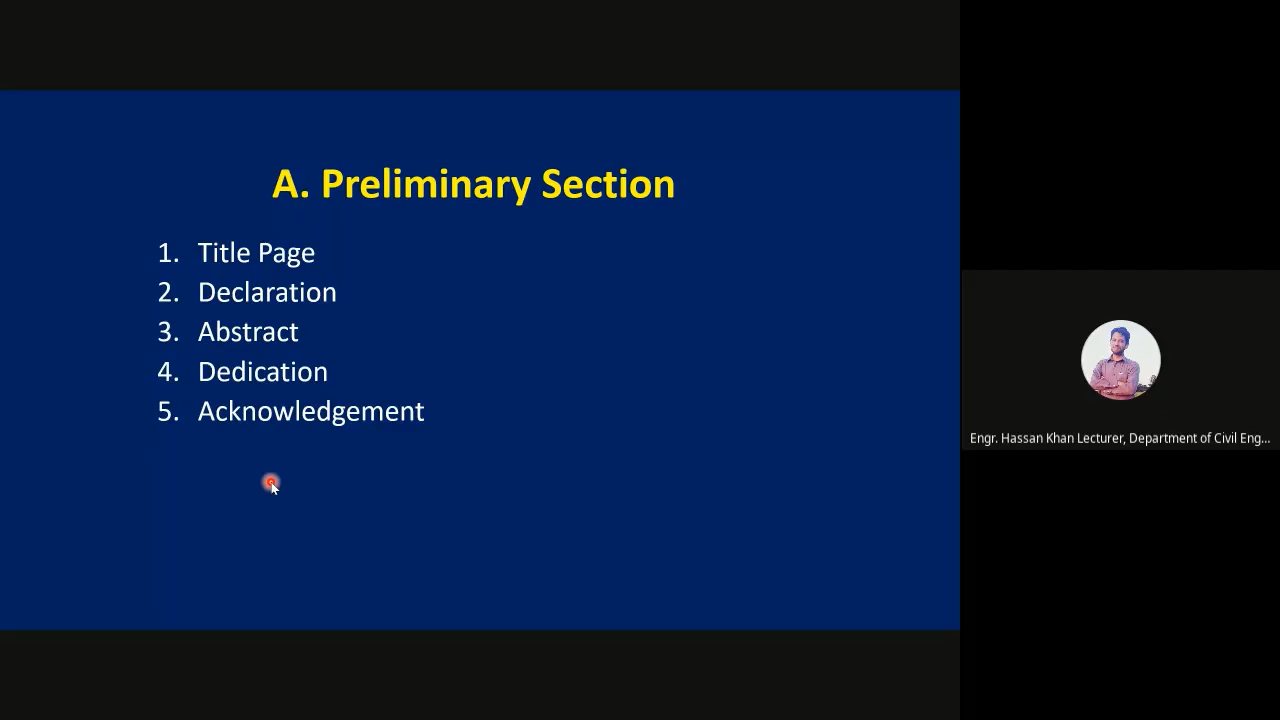 A. Preliminary Section
1. Title Page
2. Declaration
3. Abstract
4. Dedication
5. Acknowledgement
Engr. Hassan Khan Lecturer, Department of Civil Eng...